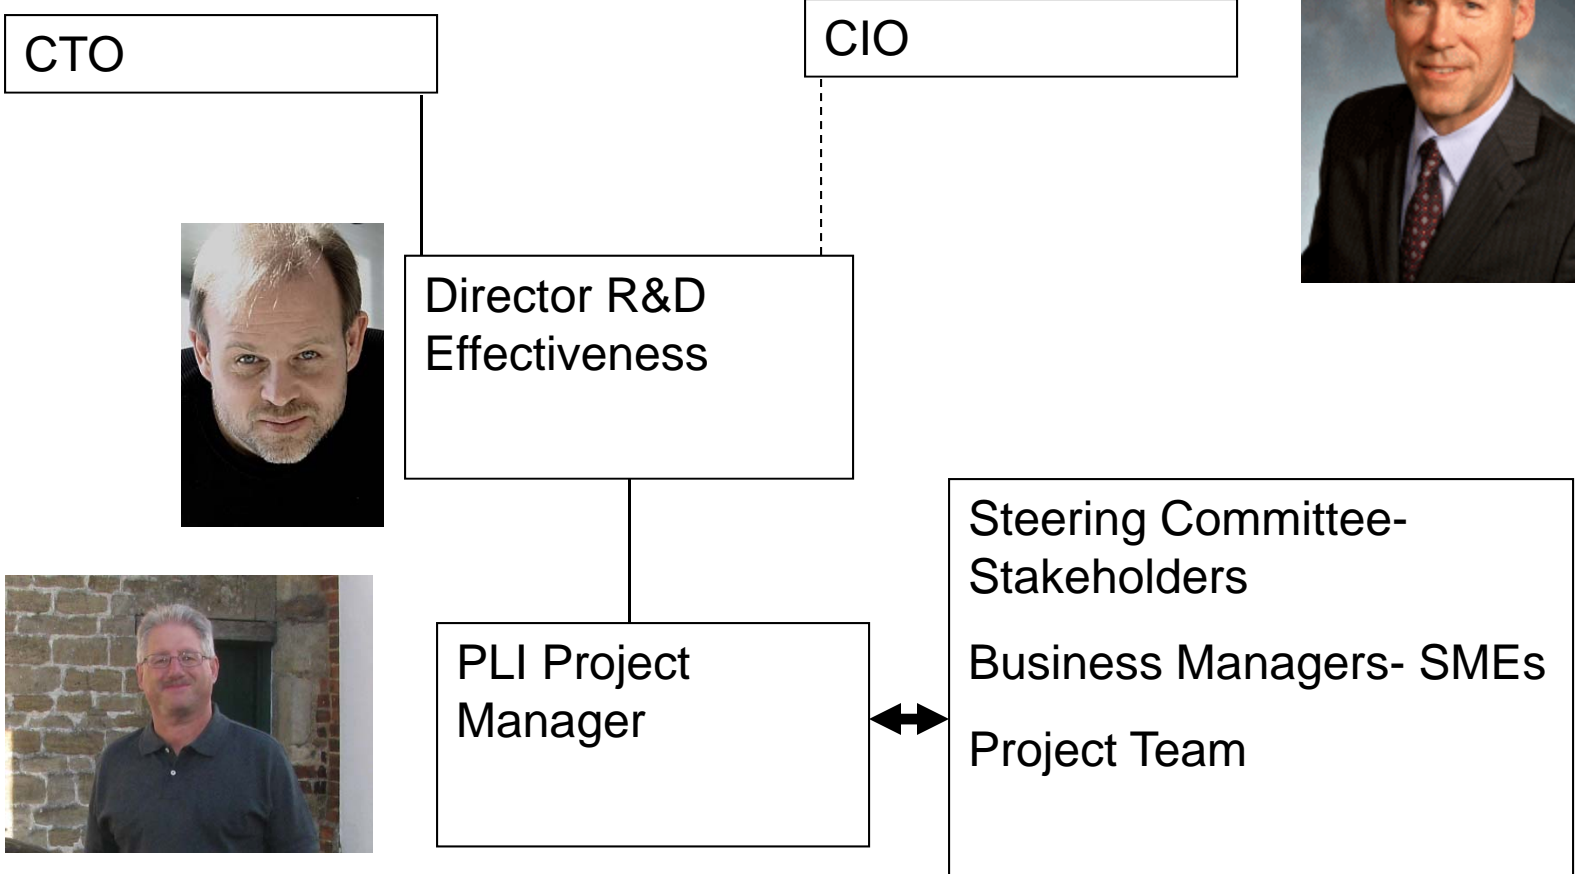 CTO
CIO
Director R&D
Effectiveness
PLI Project
Manager
Steering Committee-
Stakeholders
Business Managers- SMEs
Project Team